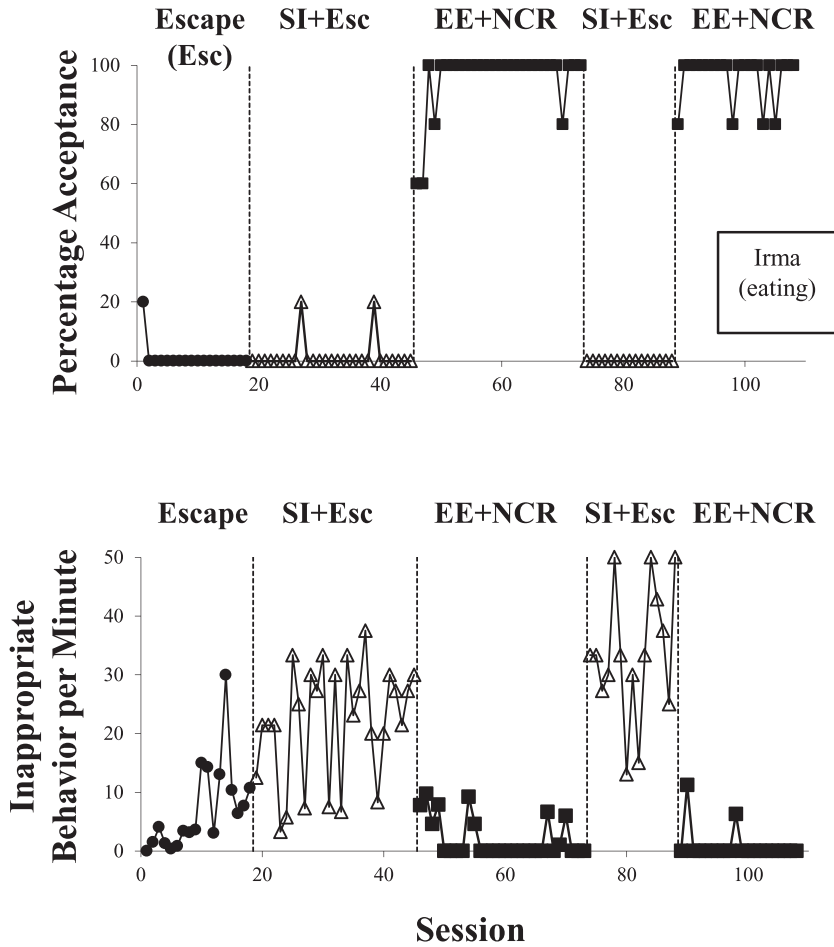 Escape SI+Esc EE+NCR SI+Esc EE+NCR
(Esc)
Percentage Acceptance
100
80
60
40
20
0
0 20 40 60 80 100
Irma
(eating)
Escape SI+Esc EE+NCR SI+Esc EE+NCR
Inappropriate
Behavior per Minute
50
40
30
20
10
0
0 20 40 60 80 100
Session